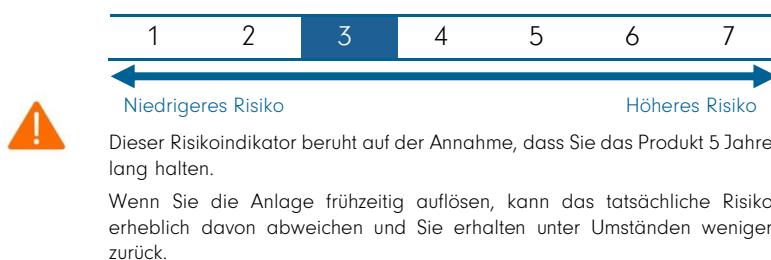 1 2 3 4 5 6 7
Niedrigeres Risiko Höheres Risiko
Dieser Risikoindikator beruht auf der Annahme, dass Sie das Produkt 5 Jahre
lang halten.
Wenn Sie die Anlage frühzeitig auflösen, kann das tatsächliche Risiko
erheblich davon abweichen und Sie erhalten unter Umständen weniger
zurück.